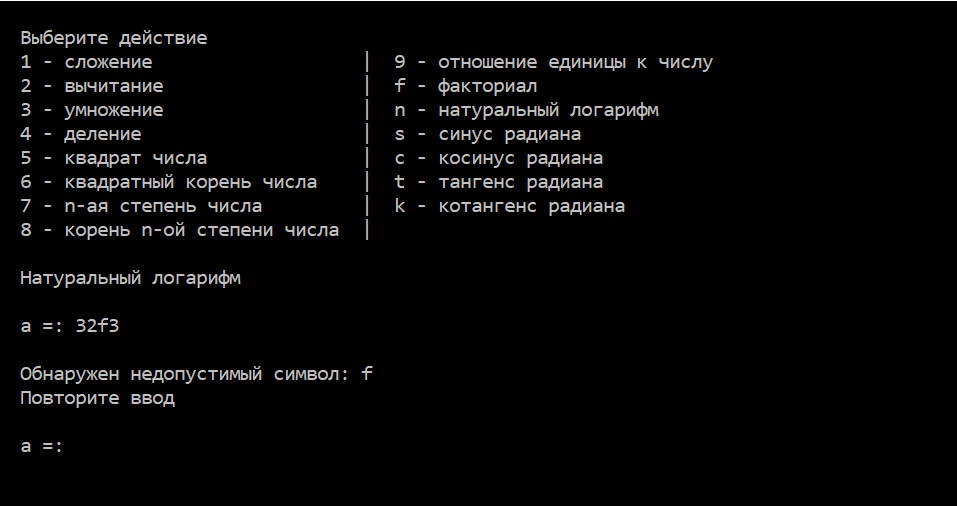 Выберите действие
1 - сложение | 9 - отношение единицы к числу
2 - вычитание | f - факториал
3 - умножение | n - натуральный логарифм
4 - деление | s - синус радиана
5 - квадрат числа | c - косинус радиана
6 - квадратный корень числа | t - тангенс радиана
7 - n-ая степень числа | k - котангенс радиана
8 - корень n-ой степени числа |
Натуральный логарифм
a =: 32f3
Обнаружен недопустимый символ: f
Повторите ввод
a =: